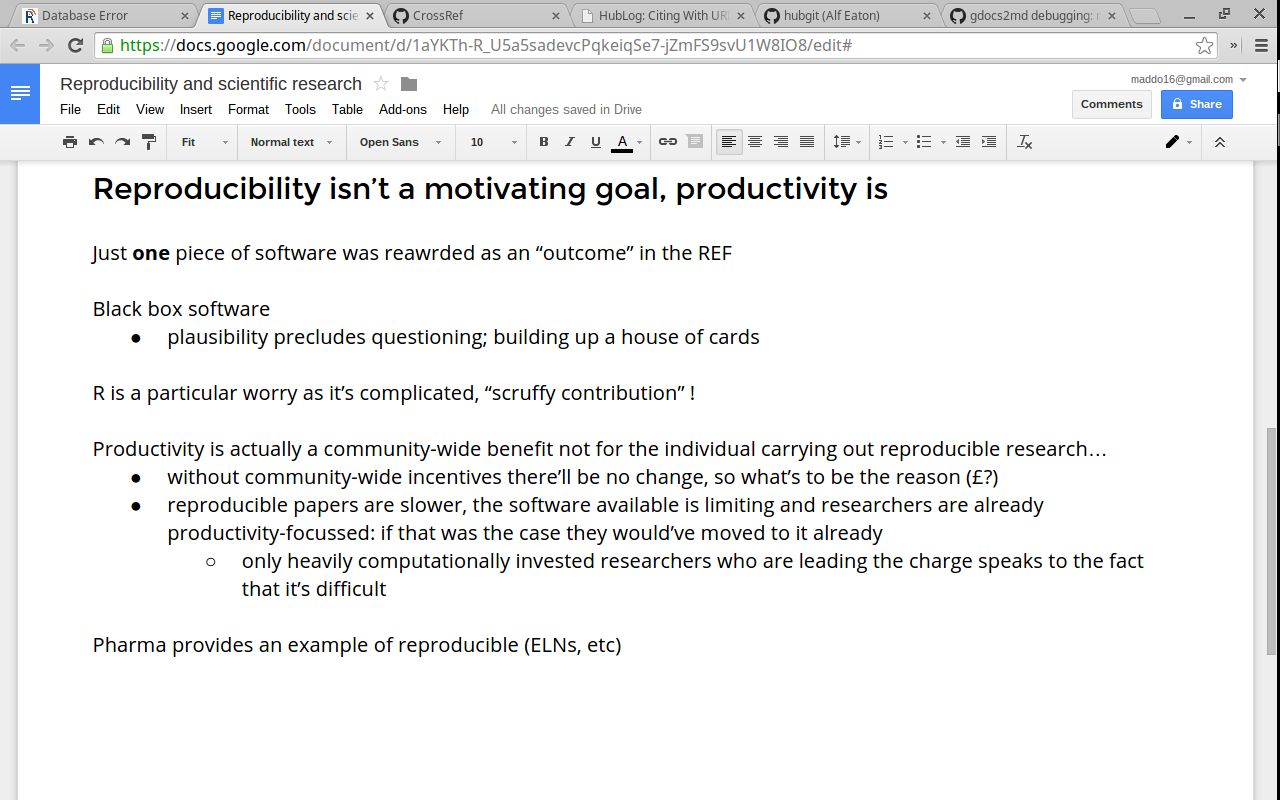 Database Error
Reproducibility and scie
CrossRef
HubLog: Citing With UR
hubgit (Alf Eaton)
gdocs2md debugging:
https://docs.google.com/document/d/1aYKTh-R_U5a5sadevcPqkeiqSe7-jZmFS9svU1W8IO8/edit#
Reproducibility and scientific research
maddo16@gmail.com
File Edit View Insert Format Tools Table Add-ons Help All changes saved in Drive
Comments
Share
Fit Normal text Open Sans 10 B I U A
Reproducibility isn’t a motivating goal, productivity is
Just one piece of software was reawrded as an “outcome” in the REF
Black box software
● plausibility precludes questioning; building up a house of cards
R is a particular worry as it’s complicated, “scruffy contribution” !
Productivity is actually a community-wide benefit not for the individual carrying out reproducible research…
● without community-wide incentives there’ll be no change, so what’s to be the reason (£?)
● reproducible papers are slower, the software available is limiting and researchers are already
productivity-focussed: if that was the case they would’ve moved to it already
○ only heavily computationally invested researchers who are leading the charge speaks to the fact
that it’s difficult
Pharma provides an example of reproducible (ELNs, etc)